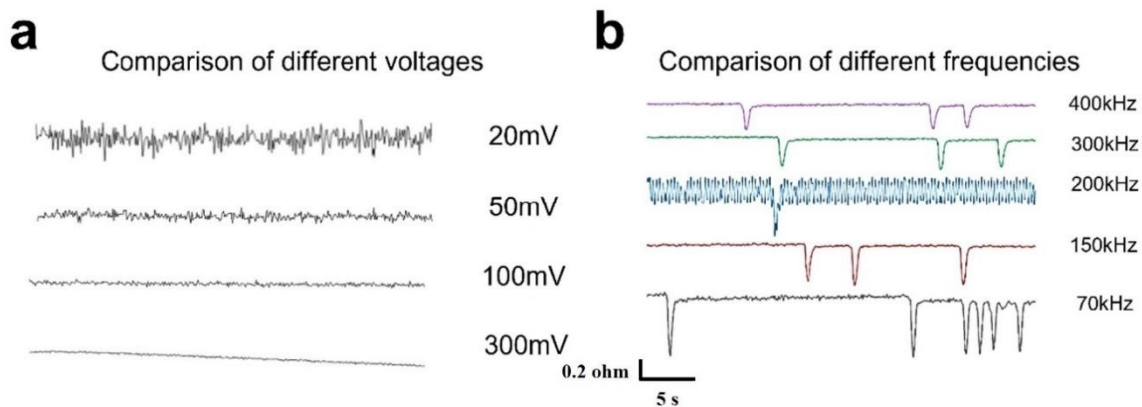 a
Comparison of different voltages
20mV
50mV
100mV
300mV
b
Comparison of different frequencies
400kHz
300kHz
200kHz
150kHz
70kHz
0.2 ohm
5 s